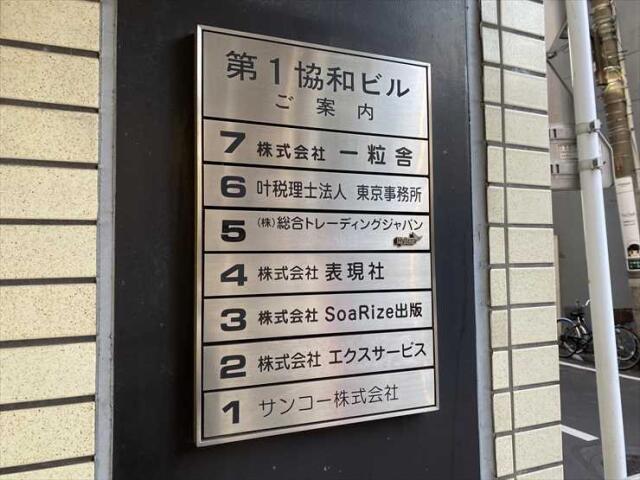 第1協和ビル
ご案内
7 株式会社 一粒舎
6 叶税理士法人 東京事務所
5 (株)総合トレーディングジャパン
4 株式会社 表現社
3 株式会社 SoaRize出版
2 株式会社 エクスサービス
1 サンコー株式会社